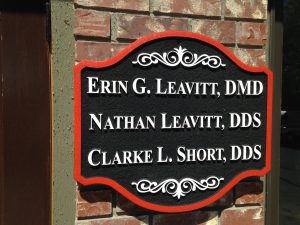 Erin G. Leavitt, DMD
Nathan Leavitt, DDS
Clarke L. Short, DDS